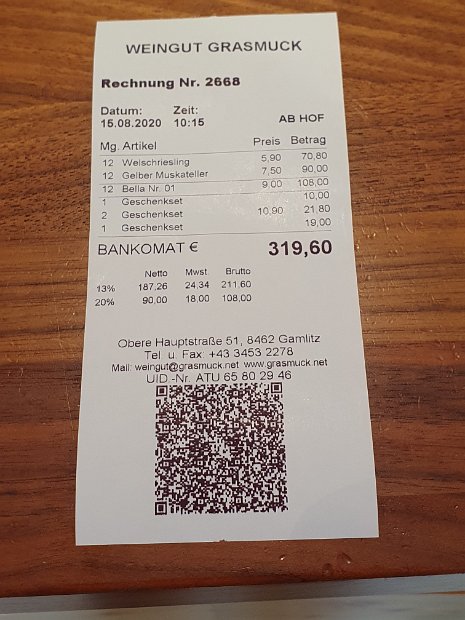 WEINGUT GRASMUCK
Rechnung Nr. 2668
Datum: Zeit:
15.08.2020 10:15 AB HOF
Mg. Artikel Preis Betrag
12 Welschriesling 5,90 70,80
12 Gelber Muskateller 7,50 90,00
12 Bella Nr. 01 9,00 108,00
1 Geschenkset 10,00
2 Geschenkset 10,90 21,80
1 Geschenkset 19,00
BANKOMAT € 319,60
Netto Mwst. Brutto
13% 187,26 24,34 211,60
20% 90,00 18,00 108,00
Obere Hauptstraße 51, 8462 Gamlitz
Tel. u. Fax: +43 3453 2278
Mail: weingut@grasmuck.net www.grasmuck.net
UID.-Nr. ATU 65 80 29 46